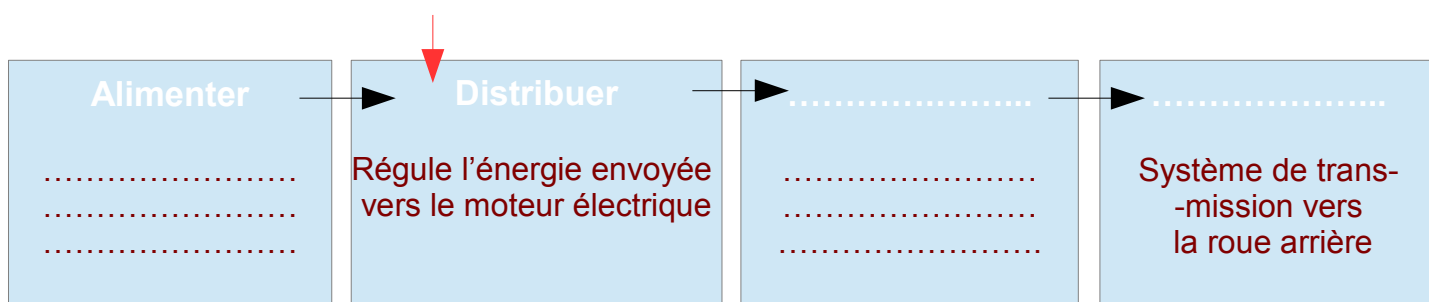 Alimenter
........................
........................
........................
Distribuer
Régule l’énergie envoyée
vers le moteur électrique
.......................
........................
........................
.........................
......................
Système de trans-
-mission vers
la roue arrière